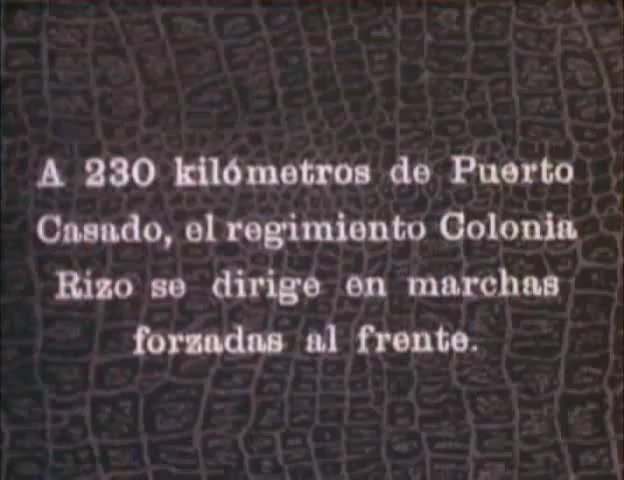 A 230 kilómetros de Puerto
Casado, el regimiento Colonia
Rizo se dirige en marchas
forzadas al frente.